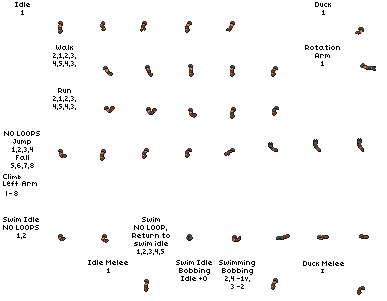 Idle
1
Duck
1
Walk
2,1,2,3,
4,5,4,3,
Rotation
Arm
1
Run
2,1,2,3,
4,5,4,3,
NO LOOPS
Jump
1,2,3,4
Fall
5,6,7,8
Climb
Left Arm
1-8
Swim Idle
NO LOOPS
1,2
Swim
NO LOOP,
Return to
swim idle
1,2,3,4,5
Idle Melee
1
Swim Idle
Bobbing
Idle +0
Swimming
Bobbing
2,4 -1v,
3 -2
Duck Melee
1